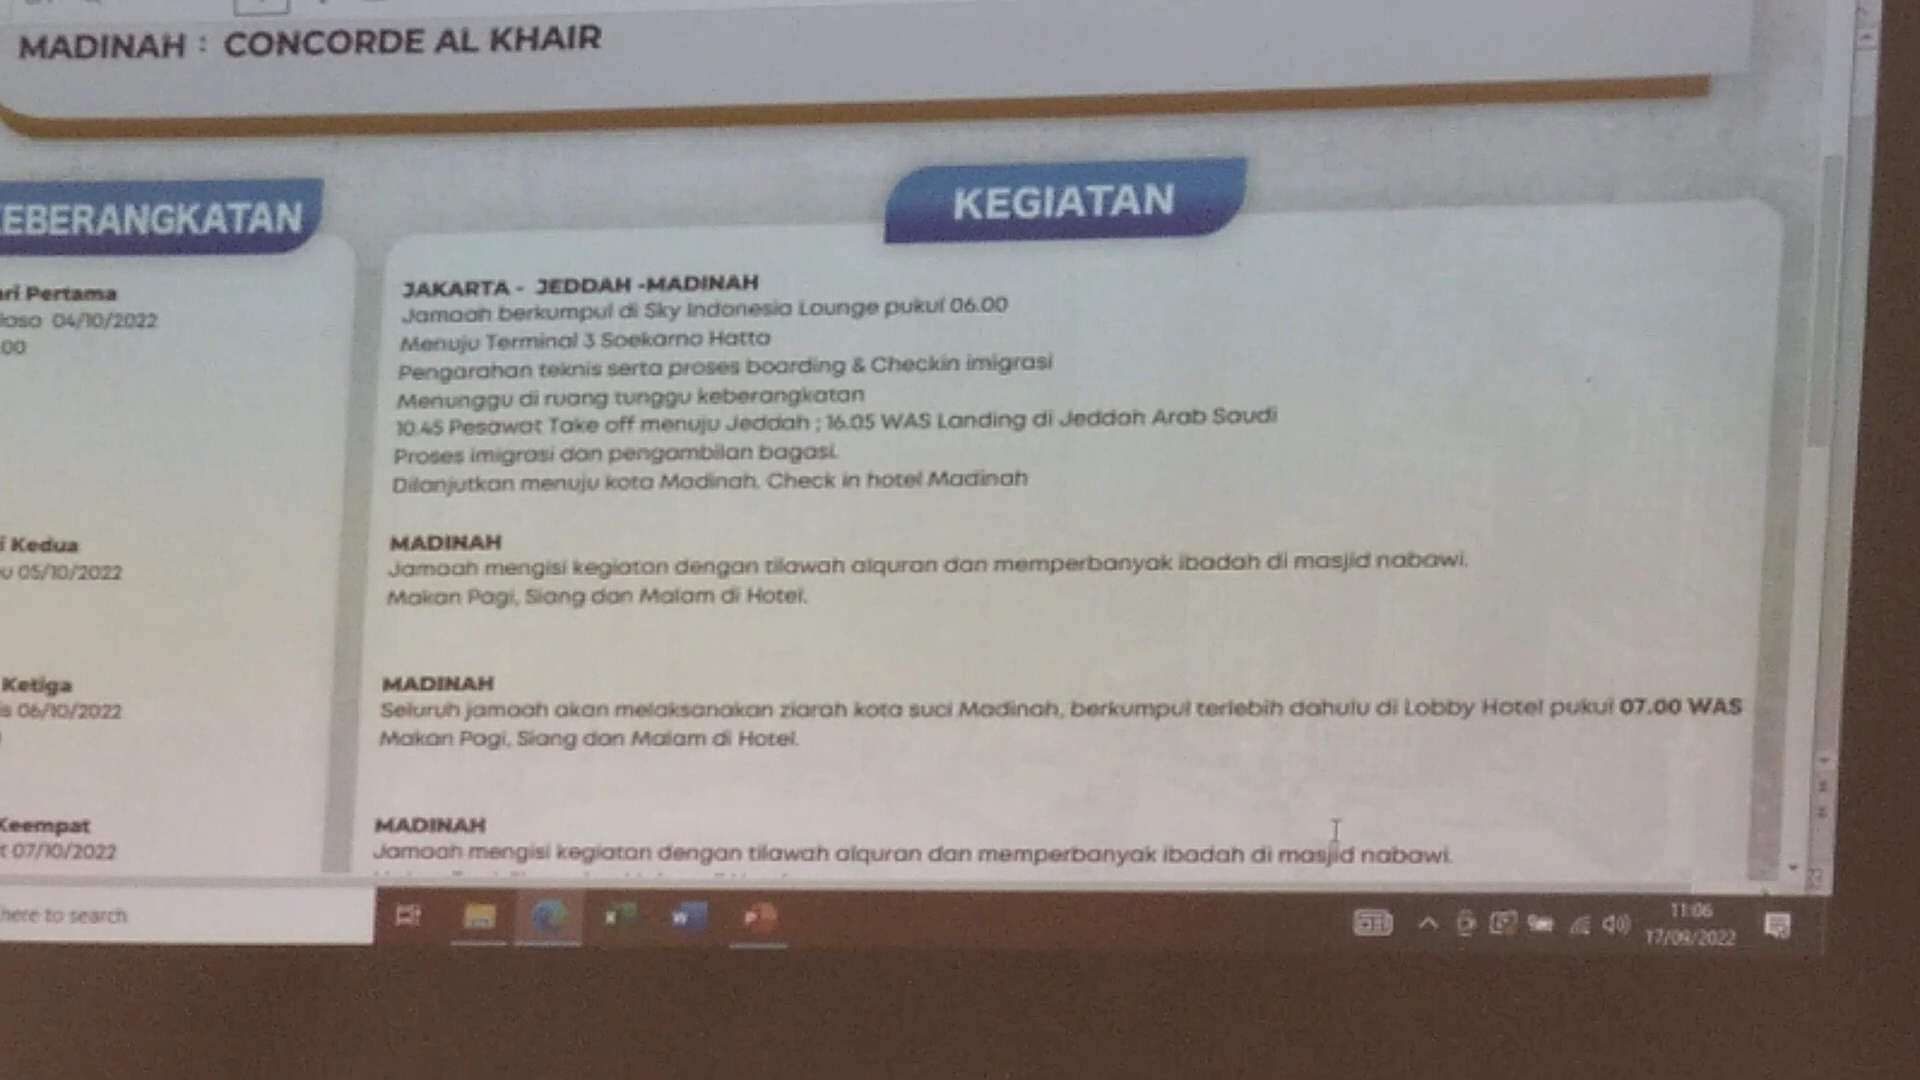 MADINAH : CONCORDE AL KHAIR
EBERANGKATAN
KEGIATAN
ri Pertama
lasa 04/10/2022
00
JAKARTA - JEDDAH -MADINAH
Jamaah berkumpul di Sky Indonesia Lounge pukul 06.00
Menuju Terminal 3 Soekarno Hatta
Pengarahan teknis serta proses boarding & Checkin imigrasi
Menunggu di ruang tunggu keberangkatan
10.45 Pesawat Take off menuju Jeddah ; 16.05 WAS Landing di Jeddah Arab Saudi
Proses imigrasi dan pengambilan bagasi.
Dilanjutkan menuju kota Madinah. Check in hotel Madinah
i Kedua
u 05/10/2022
MADINAH
Jamaah mengisi kegiatan dengan tilawah alquran dan memperbanyak ibadah di masjid nabawi.
Makan Pagi, Siang dan Malam di Hotel.
Ketiga
s 06/10/2022
MADINAH
Seluruh jamaah akan melaksanakan ziarah kota suci Madinah, berkumpul terlebih dahulu di Lobby Hotel pukul 07.00 WAS
Makan Pagi, Siang dan Malam di Hotel.
Keempat
t 07/10/2022
MADINAH
Jamaah mengisi kegiatan dengan tilawah alquran dan memperbanyak ibadah di masjid nabawi.
here to search
11:06
17/09/2022